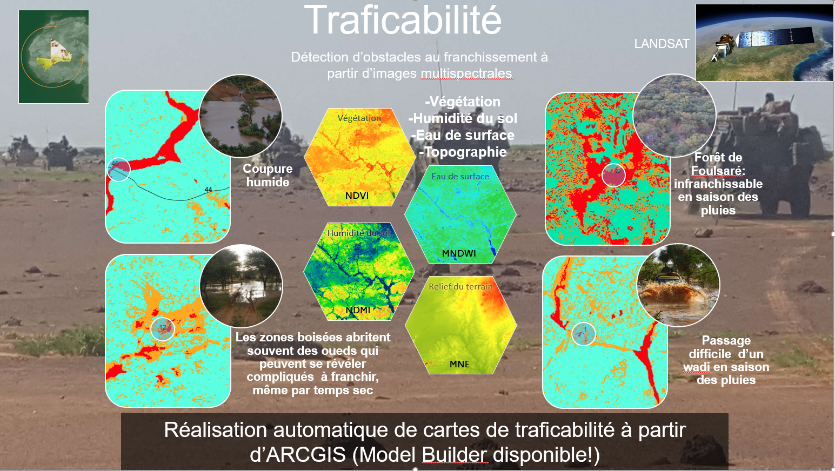 Traficabilité
Détection d'obstacles au franchissement à
partir d'images multispectrales
LANDSAT
-Végétation
-Humidité du sol
-Eau de surface
-Topographie
Végétation
NDVI
Eau de surface
MNDWI
Humidité du sol
NDMI
Relief du terrain
MNE
44
Coupure
humide
Forêt de
Foulsaré:
infranchissable
en saison des
pluies
Les zones boisées abritent
souvent des oueds qui
peuvent se révéler
compliqués à franchir,
même par temps sec
Passage
difficile d'un
wadi en saison
des pluies
Réalisation automatique de cartes de traficabilité à partir
d'ARCGIS (Model Builder disponible!)